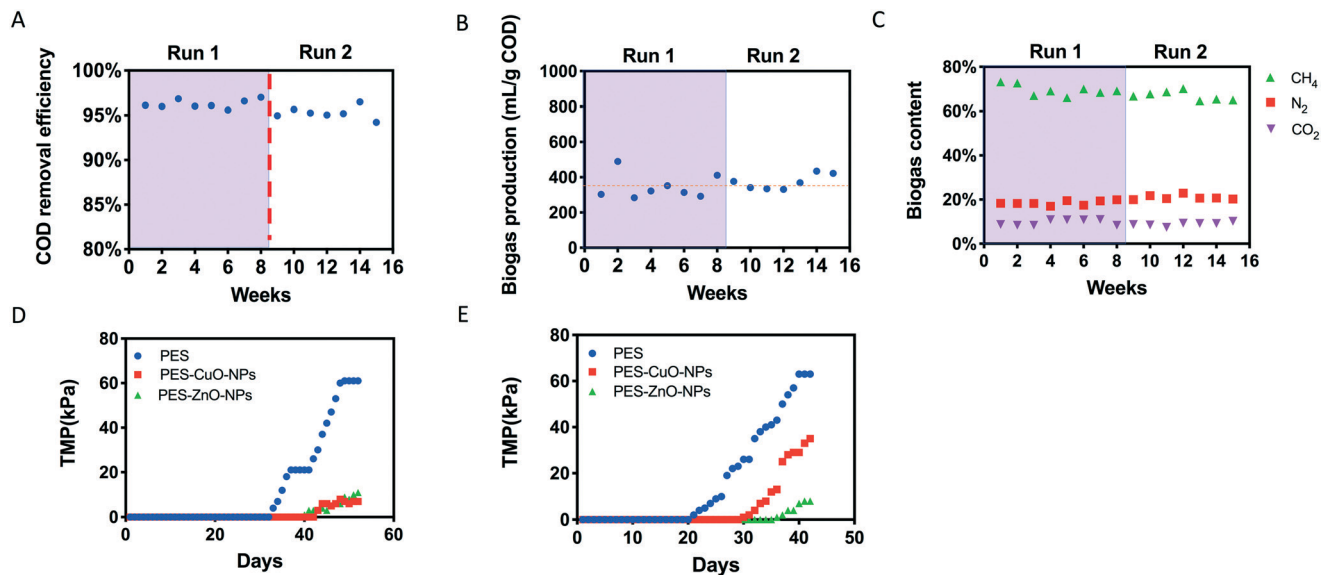 A
Run 1
Run 2
COD removal efficiency
100%
95%
90%
85%
80%
0 2 4 6 8 10 12 14 16
Weeks
B
Run 1
Run 2
Biogas production (mL/g COD)
1000
800
600
400
200
0
0 2 4 6 8 10 12 14 16
Weeks
C
Run 1
Run 2
Biogas content
80%
60%
40%
20%
0%
0 2 4 6 8 10 12 14 16
Weeks
CH4
N2
CO2
D
TMP(kPa)
80
60
40
20
0
PES
PES-CuO-NPs
PES-ZnO-NPs
0 20 40 60
Days
E
TMP(kPa)
80
60
40
20
0
PES
PES-CuO-NPs
PES-ZnO-NPs
0 10 20 30 40 50
Days